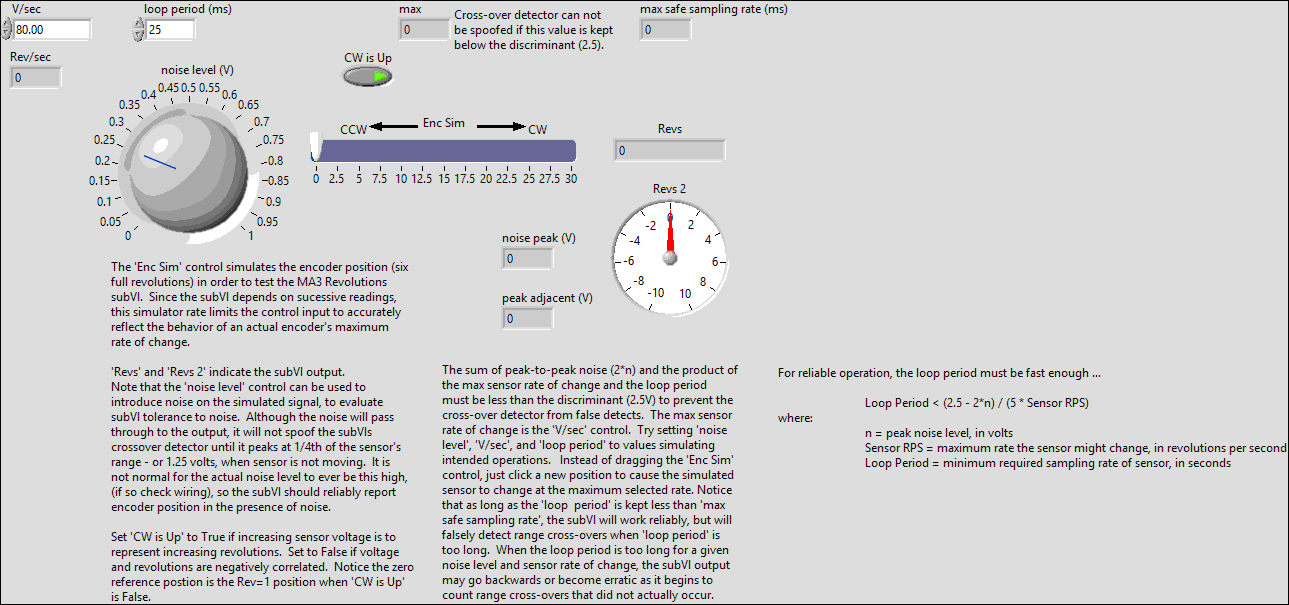 V/sec
80.00
loop period (ms)
25
max
0
Cross-over detector can not
be spoofed if this value is kept
below the discriminant (2.5).
max safe sampling rate (ms)
0
Rev/sec
0
CW is Up
noise level (V)
0
0.05
0.1
0.15
0.2
0.25
0.3
0.35
0.4
0.45
0.5
0.55
0.6
0.65
0.7
0.75
0.8
0.85
0.9
0.95
1
CCW
Enc Sim
CW
0 2.5 5 7.5 10 12.5 15 17.5 20 22.5 25 27.5 30
Revs
0
Revs 2
-10
-8
-6
-4
-2
0
2
4
6
8
10
noise peak (V)
0
peak adjacent (V)
0
The 'Enc Sim' control simulates the encoder position (six
full revolutions) in order to test the MA3 Revolutions
subVI. Since the subVI depends on sucessive readings,
this simulator rate limits the control input to accurately
reflect the behavior of an actual encoder's maximum
rate of change.
'Revs' and 'Revs 2' indicate the subVI output.
Note that the 'noise level' control can be used to
introduce noise on the simulated signal, to evaluate
subVI tolerance to noise. Although the noise will pass
through to the output, it will not spoof the subVIs
crossover detector until it peaks at 1/4th of the sensor's
range - or 1.25 volts, when sensor is not moving. It is
not normal for the actual noise level to ever be this high,
(if so check wiring), so the subVI should reliably report
encoder position in the presence of noise.
Set 'CW is Up' to True if increasing sensor voltage is to
represent increasing revolutions. Set to False if voltage
and revolutions are negatively correlated. Notice the zero
reference postion is the Rev=1 position when 'CW is Up'
is False.
The sum of peak-to-peak noise (2*n) and the product of
the max sensor rate of change and the loop period
must be less than the discriminant (2.5V) to prevent the
cross-over detector from false detects. The max sensor
rate of change is the 'V/sec' control. Try setting 'noise
level', 'V/sec', and 'loop period' to values simulating
intended operations. Instead of dragging the 'Enc Sim'
control, just click a new position to cause the simulated
sensor to change at the maximum selected rate. Notice
that as long as the 'loop period' is kept less than 'max
safe sampling rate', the subVI will work reliably, but will
falsely detect range cross-overs when 'loop period' is
too long. When the loop period is too long for a given
noise level and sensor rate of change, the subVI output
may go backwards or become erratic as it begins to
count range cross-overs that did not actually occur.
For reliable operation, the loop period must be fast enough ...
Loop Period < (2.5 - 2*n) / (5 * Sensor RPS)
where:
n = peak noise level, in volts
Sensor RPS = maximum rate the sensor might change, in revolutions per second
Loop Period = minimum required sampling rate of sensor, in seconds